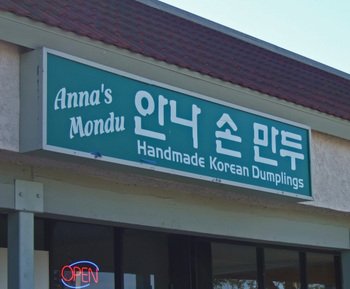 Anna's
Mondu
안나 손 만두
Handmade Korean Dumplings
OPEN